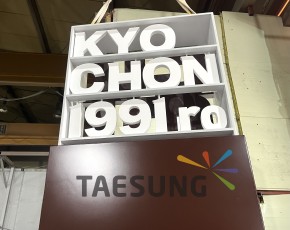 KYO
CHON
1991ro
TAESUNG